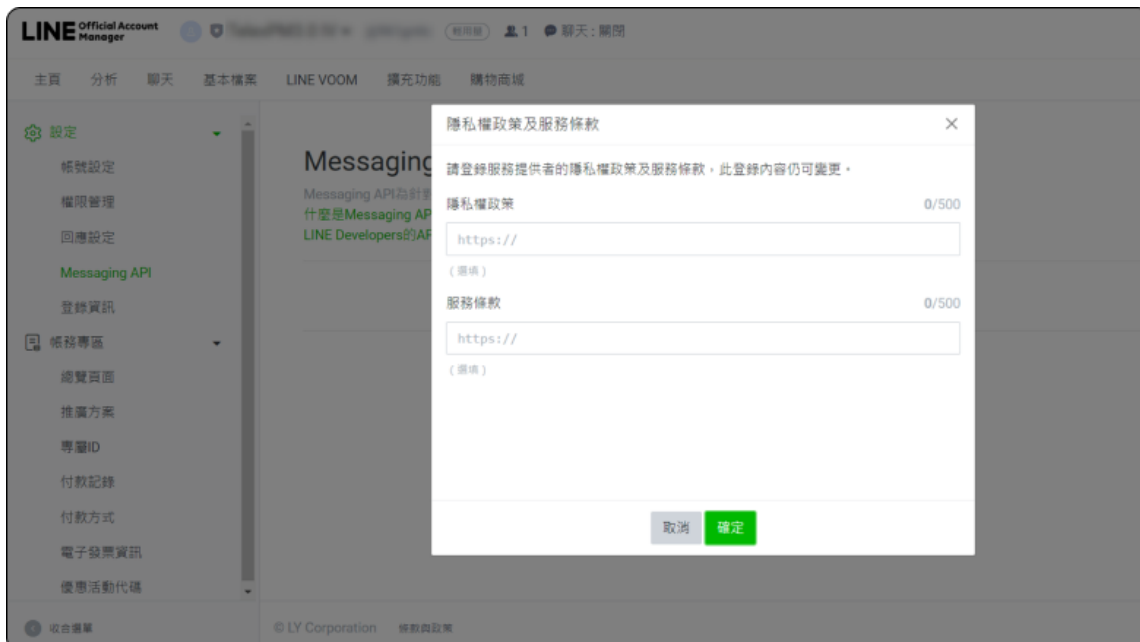 LINE Official Account Manager
輕用量 1 聊天：關閉
主頁 分析 聊天 基本檔案 LINE VOOM 擴充功能 購物商城
設定
帳號設定
權限管理
回應設定
Messaging API
登錄資訊
帳務專區
總覽頁面
推廣方案
專屬ID
付款記錄
付款方式
電子發票資訊
優惠活動代碼
收合選單
Messaging
Messaging API為針對
什麼是Messaging AP
LINE Developers的AP
隱私權政策及服務條款
請登錄服務提供者的隱私權政策及服務條款，此登錄內容仍可變更。
隱私權政策 0/500
https://
（選填）
服務條款 0/500
https://
（選填）
取消 確定
© LY Corporation 條款與政策